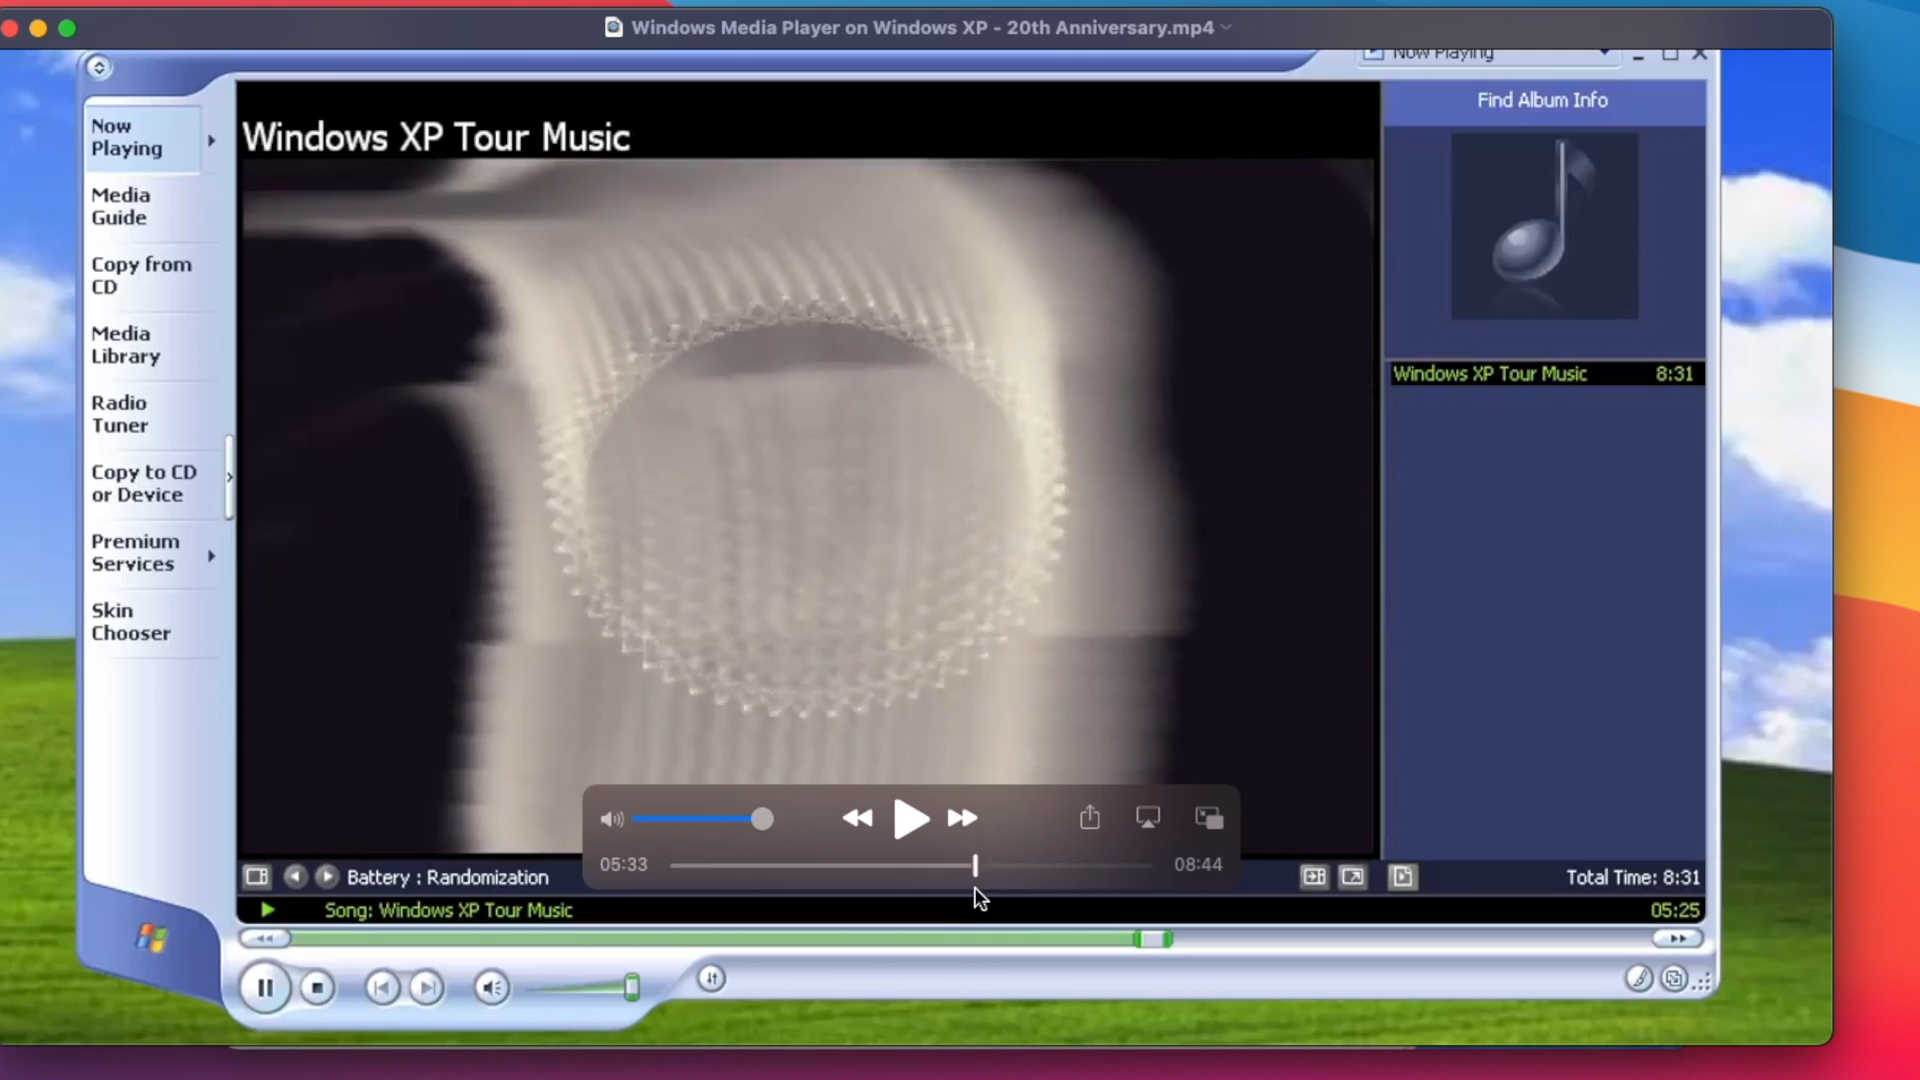 Windows Media Player on Windows XP - 20th Anniversary.mp4
Now Playing
Find Album Info
Now
Playing
Media
Guide
Copy from
CD
Media
Library
Radio
Tuner
Copy to CD
or Device
Premium
Services
Skin
Chooser
Windows XP Tour Music
Windows XP Tour Music 8:31
05:33 08:44
Battery : Randomization
Total Time: 8:31
Song: Windows XP Tour Music
05:25